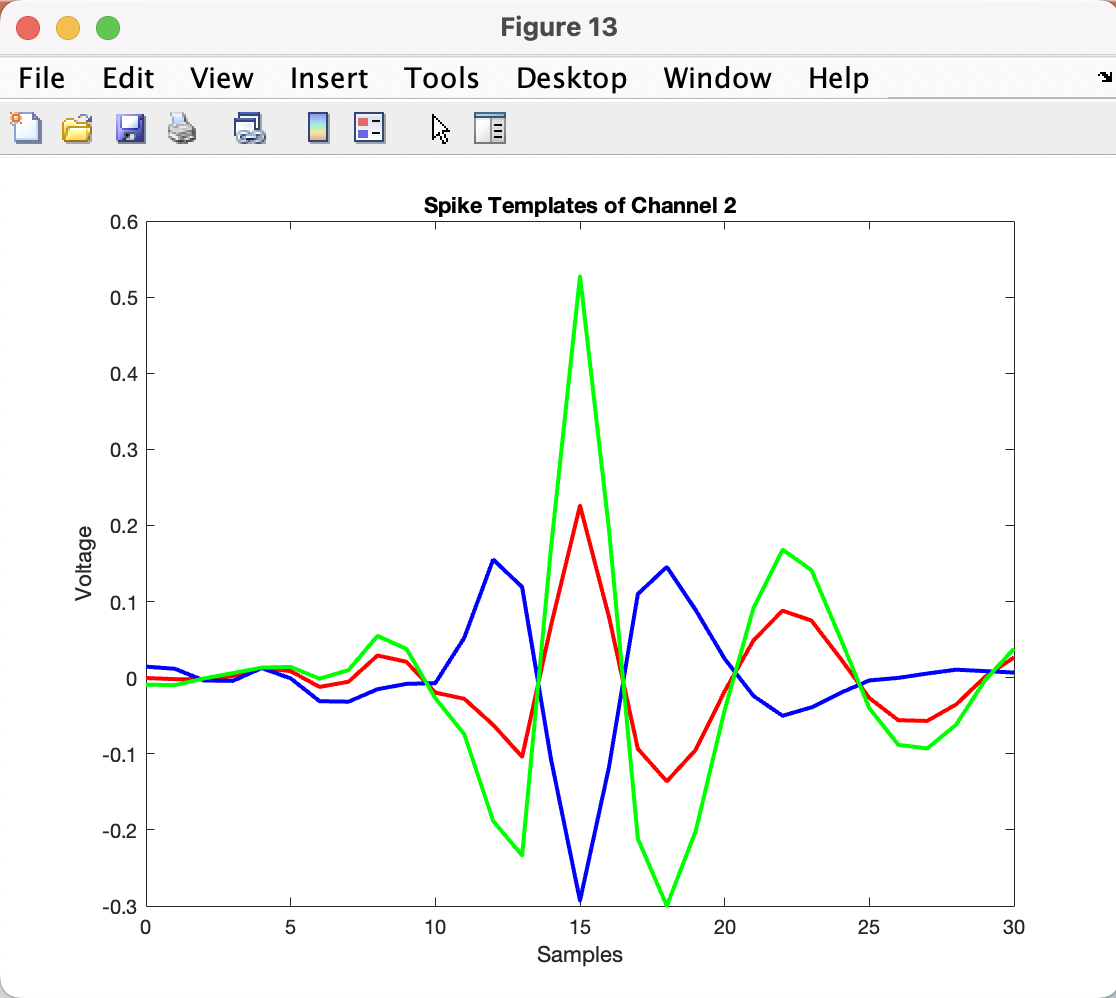 Figure 13
File Edit View Insert Tools Desktop Window Help
Spike Templates of Channel 2
0.6
0.5
0.4
0.3
0.2
0.1
0
-0.1
-0.2
-0.3
Voltage
0 5 10 15 20 25 30
Samples